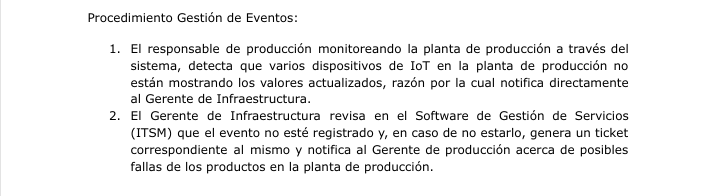 Procedimiento Gestión de Eventos:
1. El responsable de producción monitoreando la planta de producción a través del
sistema, detecta que varios dispositivos de IoT en la planta de producción no
están mostrando los valores actualizados, razón por la cual notifica directamente
al Gerente de Infraestructura.
2. El Gerente de Infraestructura revisa en el Software de Gestión de Servicios
(ITSM) que el evento no esté registrado y, en caso de no estarlo, genera un ticket
correspondiente al mismo y notifica al Gerente de producción acerca de posibles
fallas de los productos en la planta de producción.